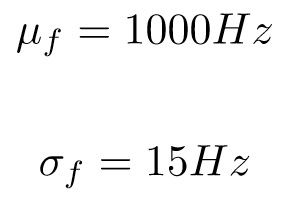 μ_f = 1000Hz
σ_f = 15Hz